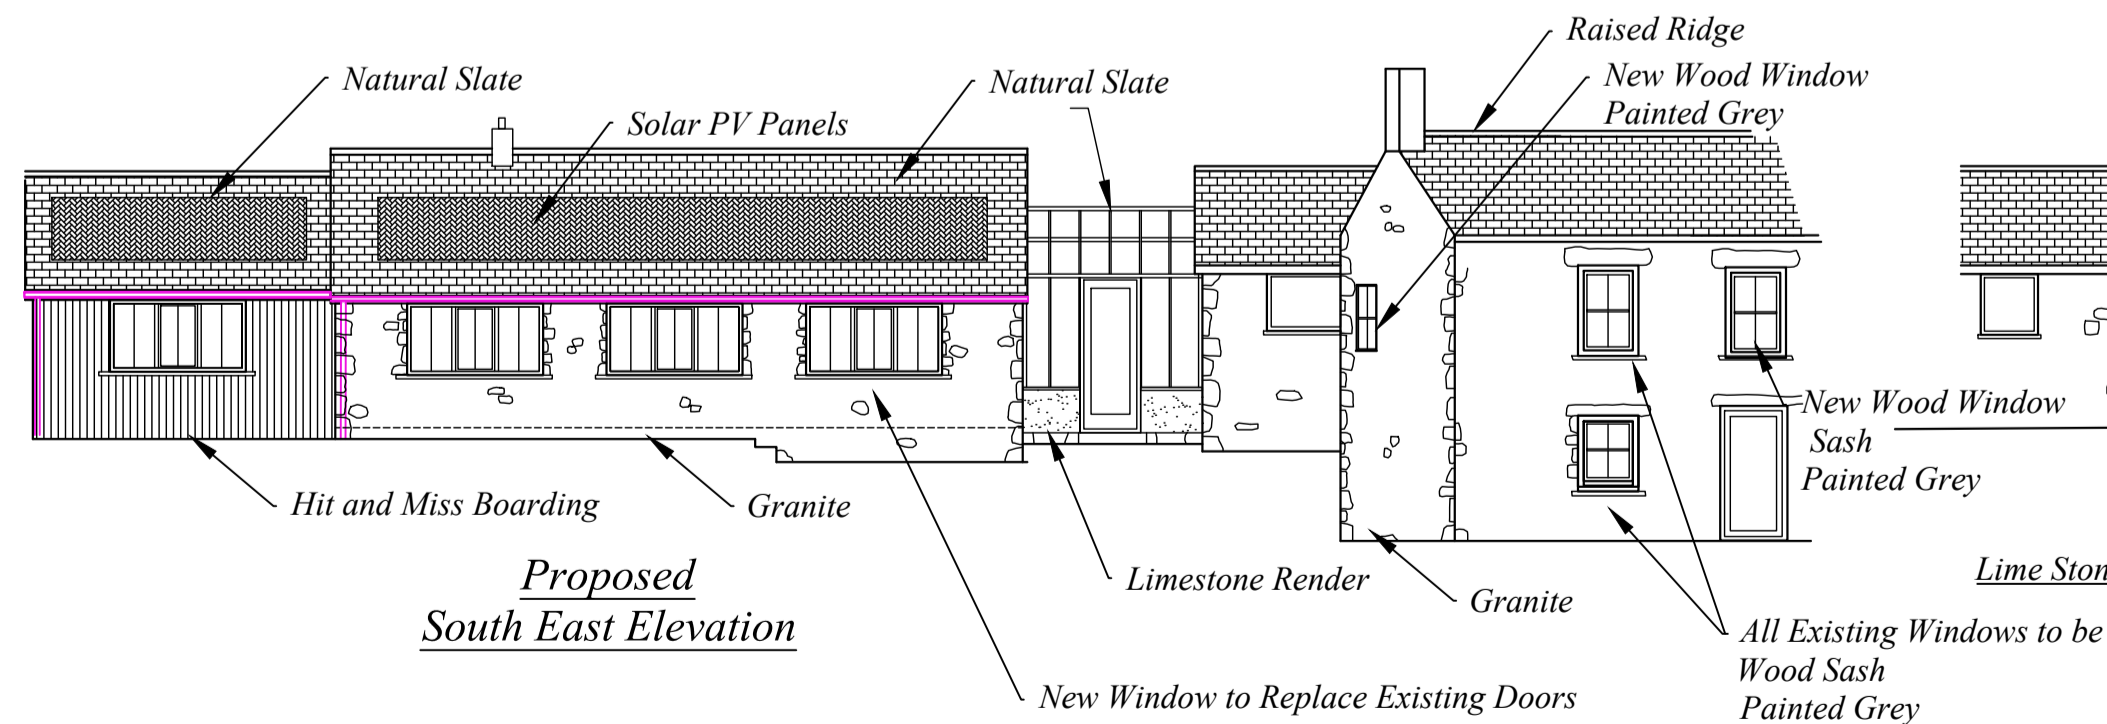 Raised Ridge
New Wood Window
Painted Grey
Natural Slate
Natural Slate
Solar PV Panels
New Wood Window
Sash
Painted Grey
Hit and Miss Boarding
Granite
Proposed
South East Elevation
Limestone Render
Granite
Lime Ston
All Existing Windows to be
Wood Sash
Painted Grey
New Window to Replace Existing Doors